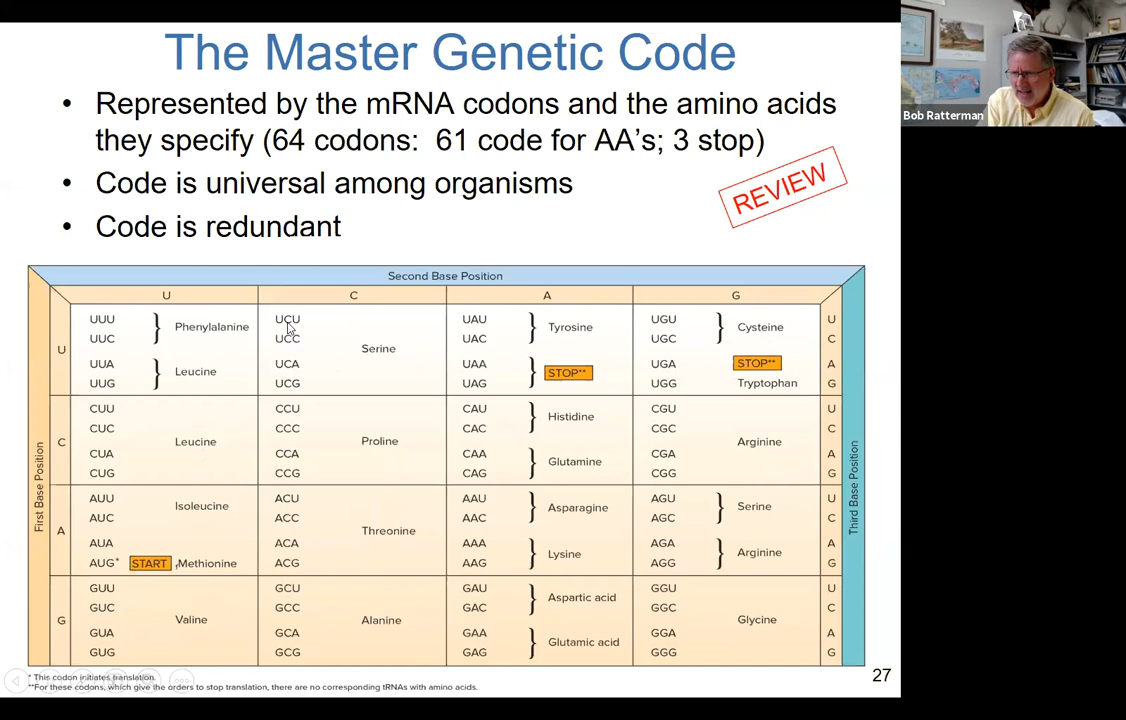 The Master Genetic Code
• Represented by the mRNA codons and the amino acids
they specify (64 codons: 61 code for AA's; 3 stop)
• Code is universal among organisms
• Code is redundant
REVIEW
Bob Ratterman
Second Base Position
U C A G
First Base Position
Third Base Position
U
UUU
UUC
Phenylalanine
UUA
UUG
Leucine
UCU
UCC
UCA
UCG
Serine
UAU
UAC
Tyrosine
UAA
UAG
STOP**
UGU
UGC
Cysteine
UGA STOP**
UGG Tryptophan
U
C
A
G
C
CUU
CUC
CUA
CUG
Leucine
CCU
CCC
CCA
CCG
Proline
CAU
CAC
Histidine
CAA
CAG
Glutamine
CGU
CGC
CGA
CGG
Arginine
U
C
A
G
A
AUU
AUC
AUA
Isoleucine
AUG* START ,Methionine
ACU
ACC
ACA
ACG
Threonine
AAU
AAC
Asparagine
AAA
AAG
Lysine
AGU
AGC
Serine
AGA
AGG
Arginine
U
C
A
G
G
GUU
GUC
GUA
GUG
Valine
GCU
GCC
GCA
GCG
Alanine
GAU
GAC
Aspartic acid
GAA
GAG
Glutamic acid
GGU
GGC
GGA
GGG
Glycine
U
C
A
G
* This codon initiates translation.
**For these codons, which give the orders to stop translation, there are no corresponding tRNAs with amino acids.
27